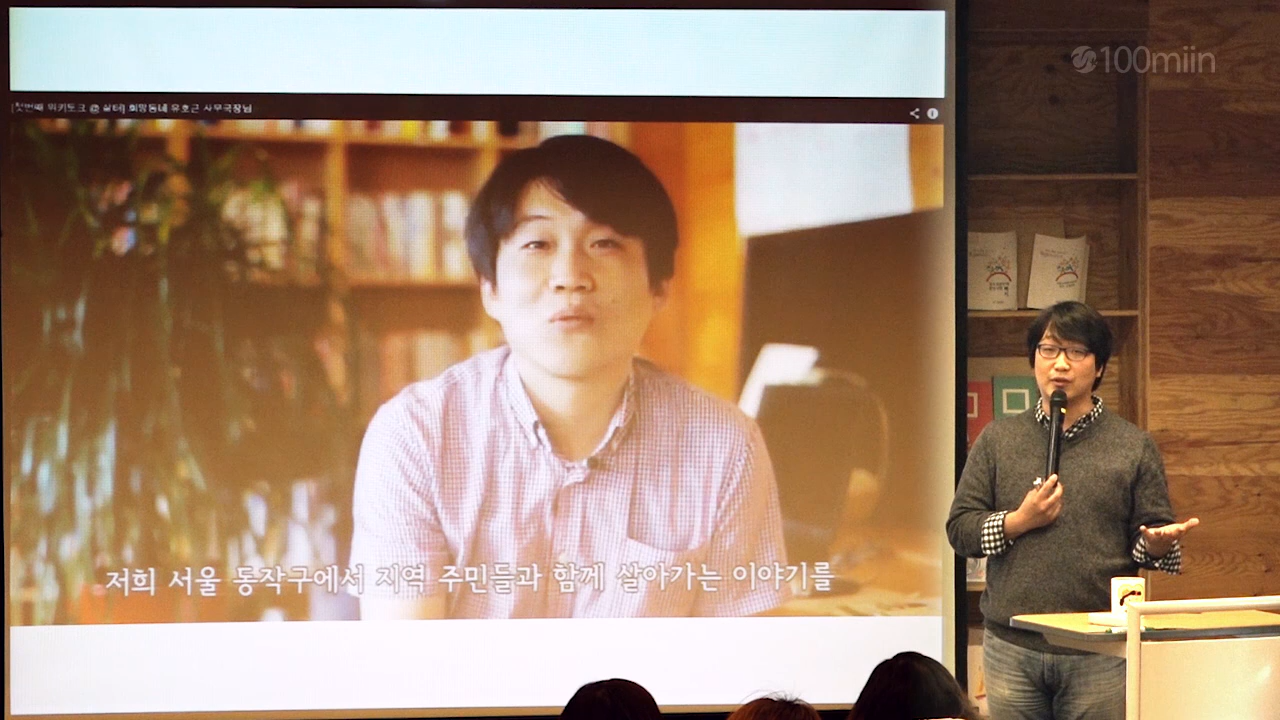 100miin
[첫번째 위키토크 @ 살터] 희망동네 유호근 사무국장님
저희 서울 동작구에서 지역 주민들과 함께 살아가는 이야기를